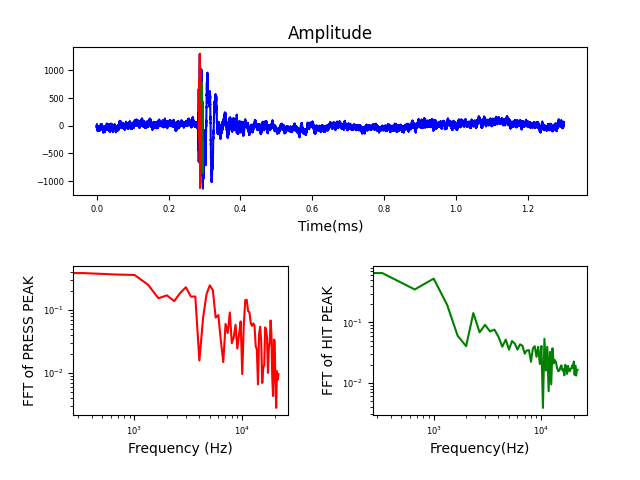 Amplitude
1000
500
0
−500
−1000
0.0 0.2 0.4 0.6 0.8 1.0 1.2
Time(ms)
FFT of PRESS PEAK
10⁻¹
10⁻²
10³ 10⁴
Frequency (Hz)
FFT of HIT PEAK
10⁻¹
10⁻²
10³ 10⁴
Frequency(Hz)